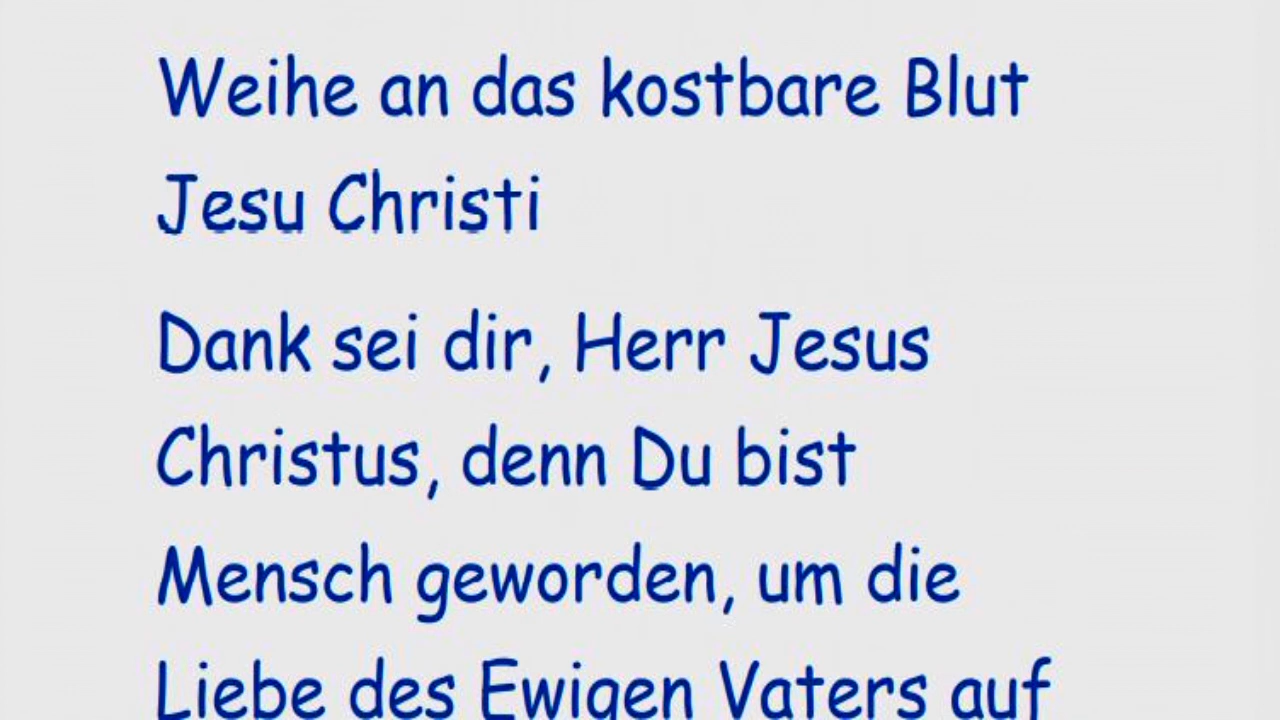 Weihe an das kostbare Blut
Jesu Christi
Dank sei dir, Herr Jesus
Christus, denn Du bist
Mensch geworden, um die
Liebe des Ewigen Vaters auf